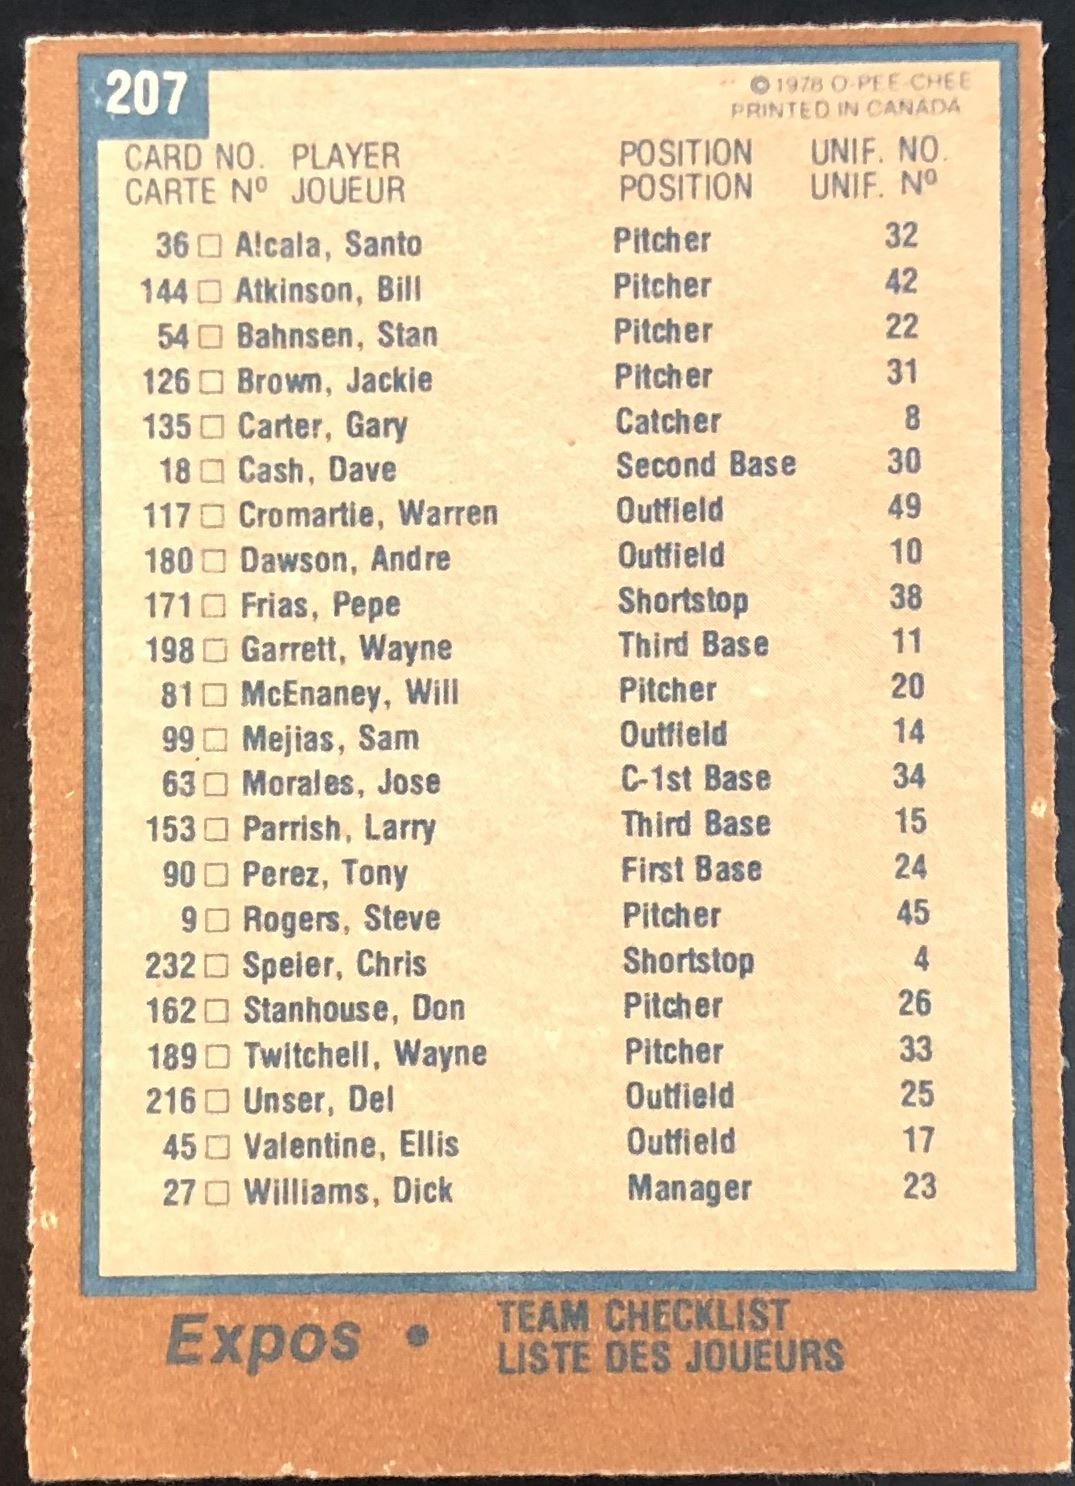 207
© 1978 O-PEE-CHEE
PRINTED IN CANADA
CARD NO. PLAYER POSITION UNIF. NO.
CARTE Nº JOUEUR POSITION UNIF. Nº
36 □ Alcala, Santo Pitcher 32
144 □ Atkinson, Bill Pitcher 42
54 □ Bahnsen, Stan Pitcher 22
126 □ Brown, Jackie Pitcher 31
135 □ Carter, Gary Catcher 8
18 □ Cash, Dave Second Base 30
117 □ Cromartie, Warren Outfield 49
180 □ Dawson, Andre Outfield 10
171 □ Frias, Pepe Shortstop 38
198 □ Garrett, Wayne Third Base 11
81 □ McEnaney, Will Pitcher 20
99 □ Mejias, Sam Outfield 14
63 □ Morales, Jose C-1st Base 34
153 □ Parrish, Larry Third Base 15
90 □ Perez, Tony First Base 24
9 □ Rogers, Steve Pitcher 45
232 □ Speier, Chris Shortstop 4
162 □ Stanhouse, Don Pitcher 26
189 □ Twitchell, Wayne Pitcher 33
216 □ Unser, Del Outfield 25
45 □ Valentine, Ellis Outfield 17
27 □ Williams, Dick Manager 23
Expos • TEAM CHECKLIST
LISTE DES JOUEURS